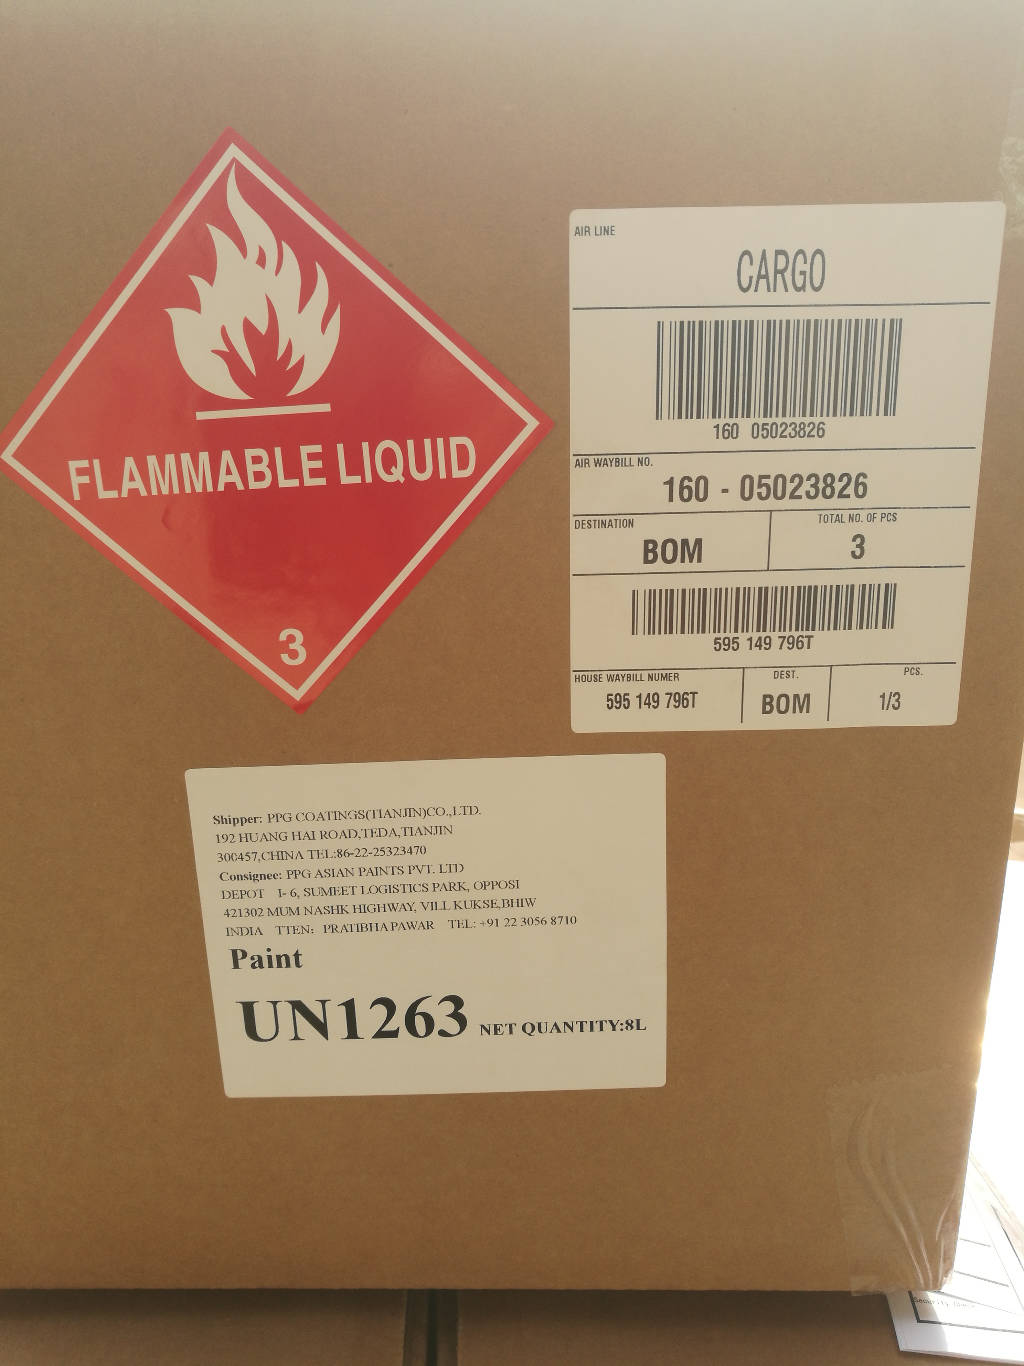 FLAMMABLE LIQUID
3
AIR LINE
CARGO
160 05023826
AIR WAYBILL NO.
160 - 05023826
DESTINATION
BOM
TOTAL NO. OF PCS
3
595 149 796T
HOUSE WAYBILL NUMER
595 149 796T
DEST.
BOM
PCS.
1/3
Shipper: PPG COATINGS(TIANJIN)CO.,LTD.
192 HUANG HAI ROAD,TEDA,TIANJIN
300457,CHINA TEL:86-22-25323470
Consignee: PPG ASIAN PAINTS PVT. LTD
DEPOT I- 6, SUMEET LOGISTICS PARK, OPPOSI
421302 MUM NASHK HIGHWAY, VILL KUKSE,BHIW
INDIA TTEN: PRATIBHA PAWAR TEL: +91 22 3056 8710
Paint
UN1263 NET QUANTITY:8L